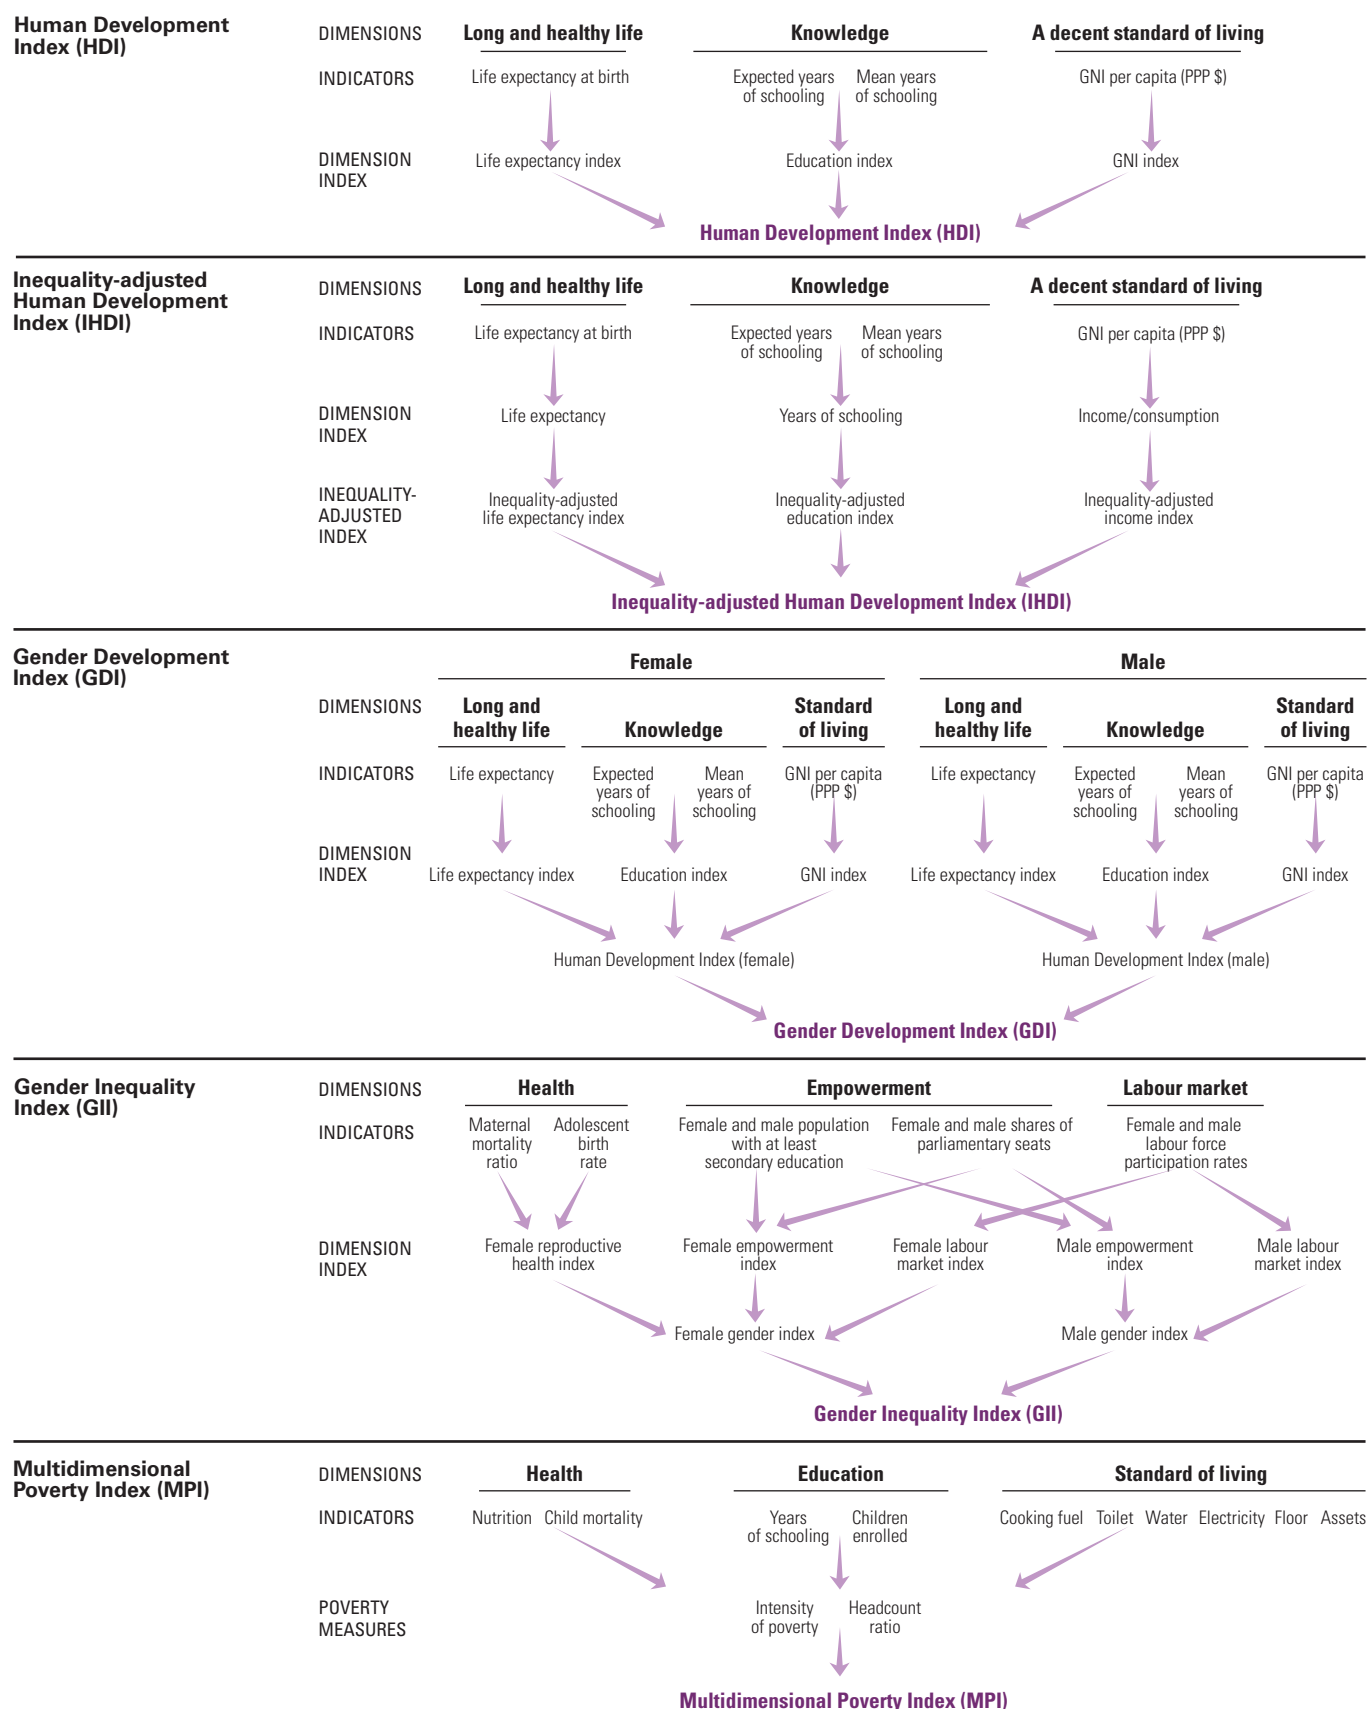 Human Development
Index (HDI)
DIMENSIONS
Long and healthy life
Knowledge
A decent standard of living
INDICATORS
Life expectancy at birth
Expected years
of schooling
Mean years
of schooling
GNI per capita (PPP $)
DIMENSION
INDEX
Life expectancy index
Education index
GNI index
Human Development Index (HDI)
Inequality-adjusted
Human Development
Index (IHDI)
DIMENSIONS
Long and healthy life
Knowledge
A decent standard of living
INDICATORS
Life expectancy at birth
Expected years
of schooling
Mean years
of schooling
GNI per capita (PPP $)
DIMENSION
INDEX
Life expectancy
Years of schooling
Income/consumption
INEQUALITY-
ADJUSTED
INDEX
Inequality-adjusted
life expectancy index
Inequality-adjusted
education index
Inequality-adjusted
income index
Inequality-adjusted Human Development Index (IHDI)
Gender Development
Index (GDI)
Female
Male
DIMENSIONS
Long and
healthy life
Knowledge
Standard
of living
Long and
healthy life
Knowledge
Standard
of living
INDICATORS
Life expectancy
Expected
years of
schooling
Mean
years of
schooling
GNI per capita
(PPP $)
Life expectancy
Expected
years of
schooling
Mean
years of
schooling
GNI per capita
(PPP $)
DIMENSION
INDEX
Life expectancy index
Education index
GNI index
Life expectancy index
Education index
GNI index
Human Development Index (female)
Human Development Index (male)
Gender Development Index (GDI)
Gender Inequality
Index (GII)
DIMENSIONS
Health
Empowerment
Labour market
INDICATORS
Maternal
mortality
ratio
Adolescent
birth
rate
Female and male population
with at least
secondary education
Female and male shares of
parliamentary seats
Female and male
labour force
participation rates
DIMENSION
INDEX
Female reproductive
health index
Female empowerment
index
Female labour
market index
Male empowerment
index
Male labour
market index
Female gender index
Male gender index
Gender Inequality Index (GII)
Multidimensional
Poverty Index (MPI)
DIMENSIONS
Health
Education
Standard of living
INDICATORS
Nutrition
Child mortality
Years
of schooling
Children
enrolled
Cooking fuel
Toilet
Water
Electricity
Floor
Assets
POVERTY
MEASURES
Intensity
of poverty
Headcount
ratio
Multidimensional Poverty Index (MPI)